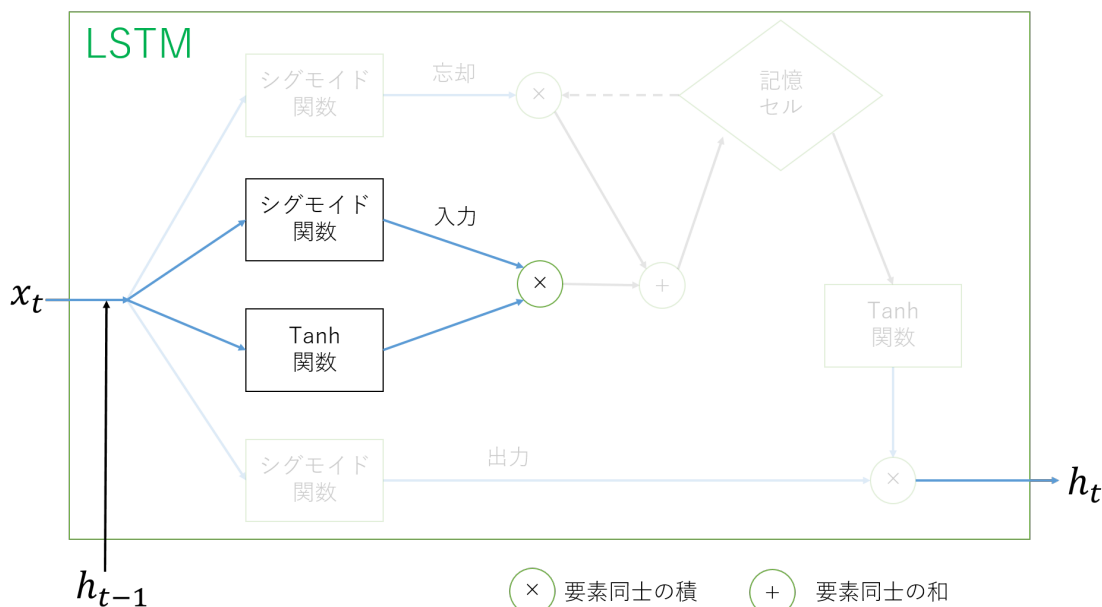 LSTM
シグモイド
関数
忘却
×
記憶
セル
シグモイド
関数
入力
×
+
x_t
Tanh
関数
Tanh
関数
シグモイド
関数
出力
×
h_t
h_{t−1}
× 要素同士の積
+ 要素同士の和